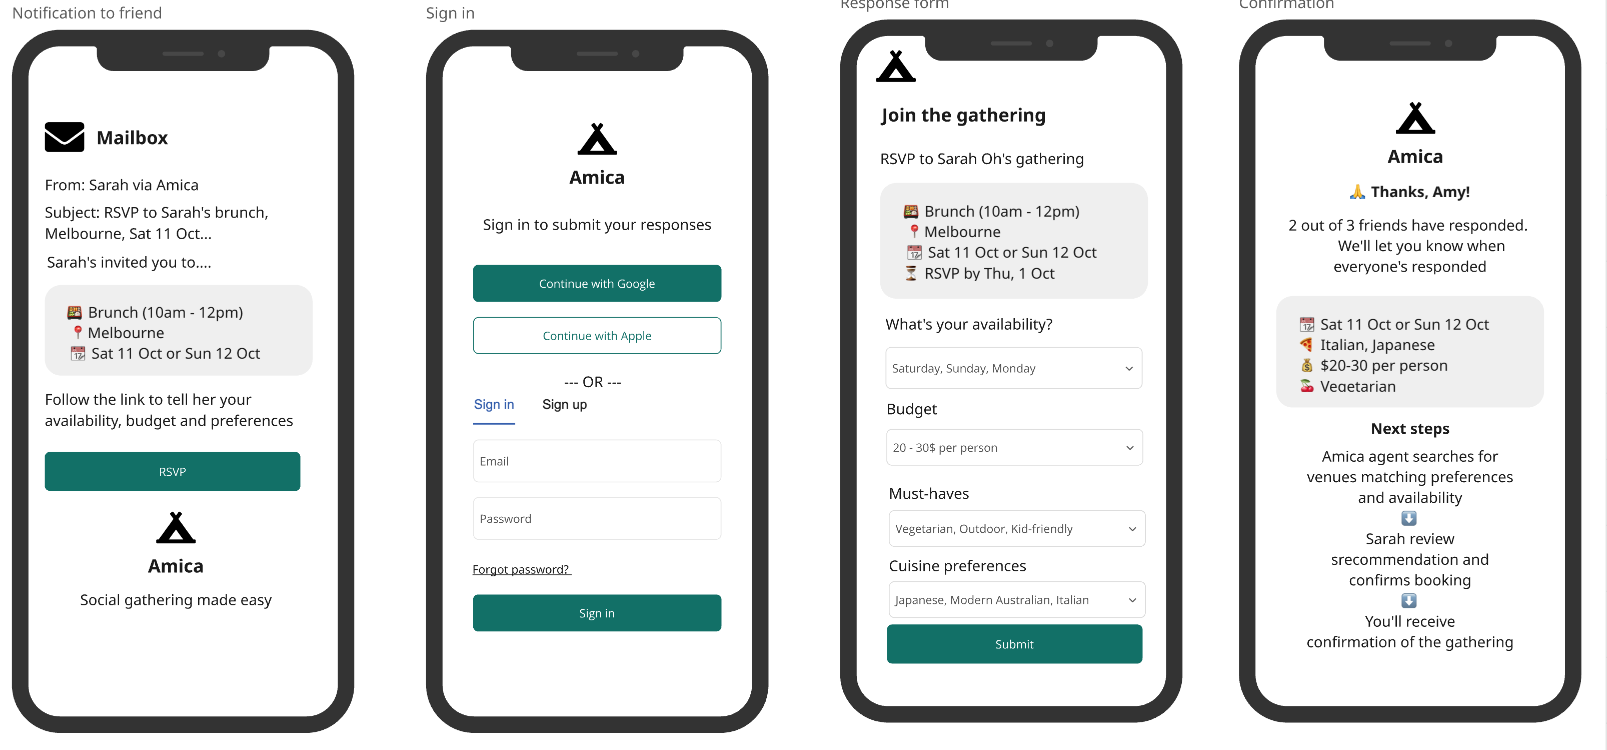 Notification to friend
Mailbox
From: Sarah via Amica
Subject: RSVP to Sarah's brunch,
Melbourne, Sat 11 Oct...
Sarah's invited you to....
Brunch (10am - 12pm)
Melbourne
Sat 11 Oct or Sun 12 Oct
Follow the link to tell her your
availability, budget and preferences
RSVP
Amica
Social gathering made easy
Sign in
Amica
Sign in to submit your responses
Continue with Google
Continue with Apple
--- OR ---
Sign in Sign up
Email
Password
Forgot password?
Sign in
Response form
Join the gathering
RSVP to Sarah Oh's gathering
Brunch (10am - 12pm)
Melbourne
Sat 11 Oct or Sun 12 Oct
RSVP by Thu, 1 Oct
What's your availability?
Saturday, Sunday, Monday
Budget
20 - 30$ per person
Must-haves
Vegetarian, Outdoor, Kid-friendly
Cuisine preferences
Japanese, Modern Australian, Italian
Submit
Confirmation
Amica
🙏 Thanks, Amy!
2 out of 3 friends have responded.
We'll let you know when
everyone's responded
Sat 11 Oct or Sun 12 Oct
Italian, Japanese
$20-30 per person
Vegetarian
Next steps
Amica agent searches for
venues matching preferences
and availability
Sarah review
srecommendation and
confirms booking
You'll receive
confirmation of the gathering